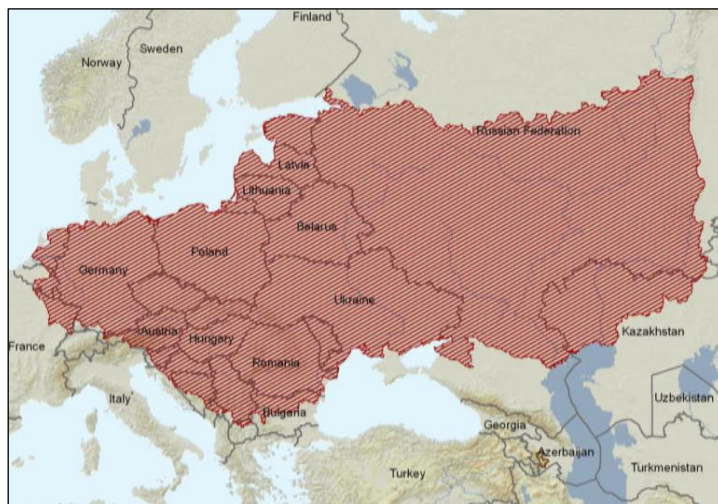 Finland
Sweden
Norway
Russian Federation
Latvia
Lithuania
Belarus
Poland
Germany
Ukraine
Austria
Hungary
Kazakhstan
France
Romania
Italy
Bulgaria
Uzbekistan
Georgia
Azerbaijan
Turkmenistan
Turkey